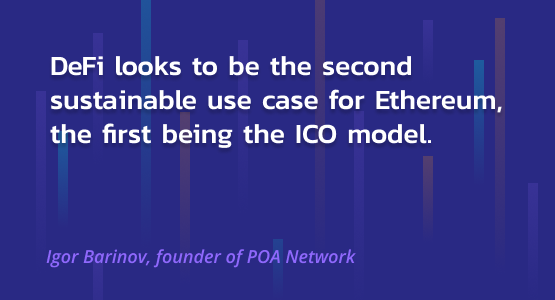 DeFi looks to be the second
sustainable use case for Ethereum,
the first being the ICO model.
Igor Barinov, founder of POA Network